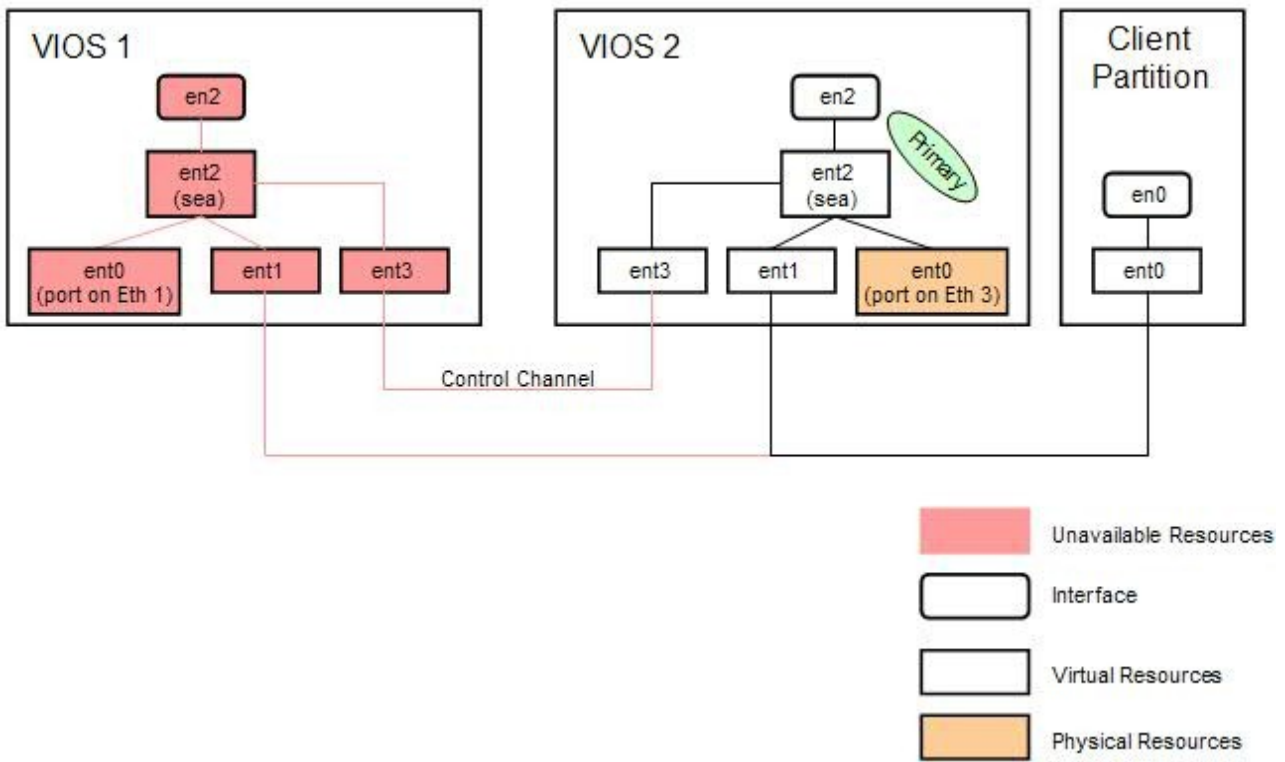 VIOS 1
en2
ent2
(sea)
ent0
(port on Eth 1)
ent1
ent3
VIOS 2
en2
Primary
ent2
(sea)
ent3
ent1
ent0
(port on Eth 3)
Client
Partition
en0
ent0
Control Channel
Unavailable Resources
Interface
Virtual Resources
Physical Resources